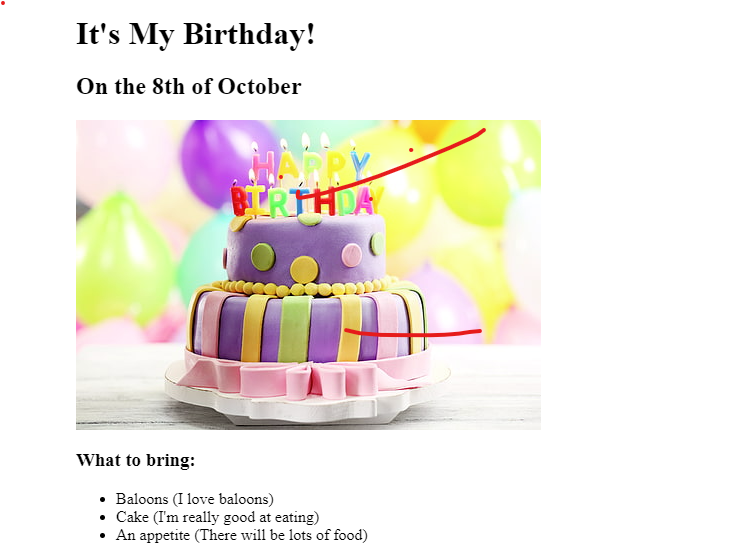 It's My Birthday!
On the 8th of October
HAPPY
BIRTHDAY
What to bring:
Baloons (I love baloons)
Cake (I'm really good at eating)
An appetite (There will be lots of food)